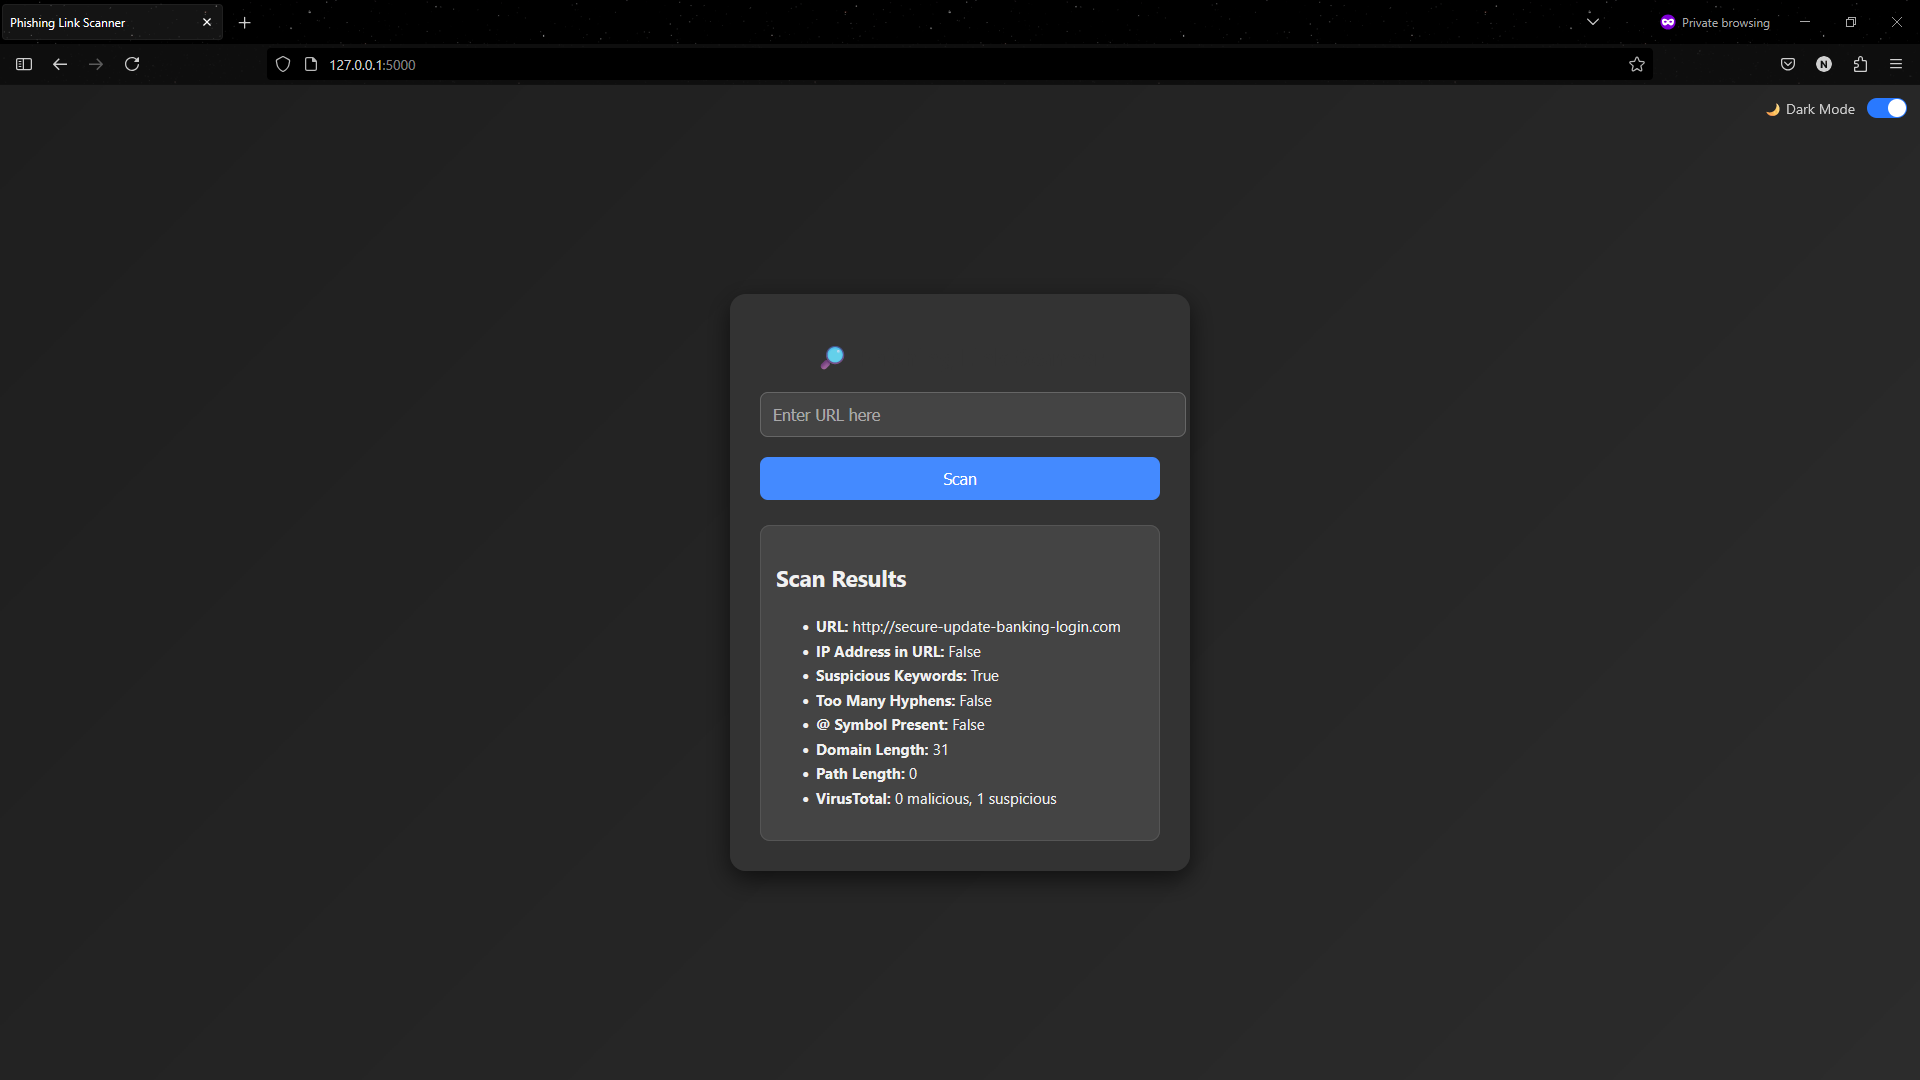 Phishing Link Scanner
Private browsing
127.0.0.1:5000
N
🌙 Dark Mode
Enter URL here
Scan
Scan Results
• URL: http://secure-update-banking-login.com
• IP Address in URL: False
• Suspicious Keywords: True
• Too Many Hyphens: False
• @ Symbol Present: False
• Domain Length: 31
• Path Length: 0
• VirusTotal: 0 malicious, 1 suspicious